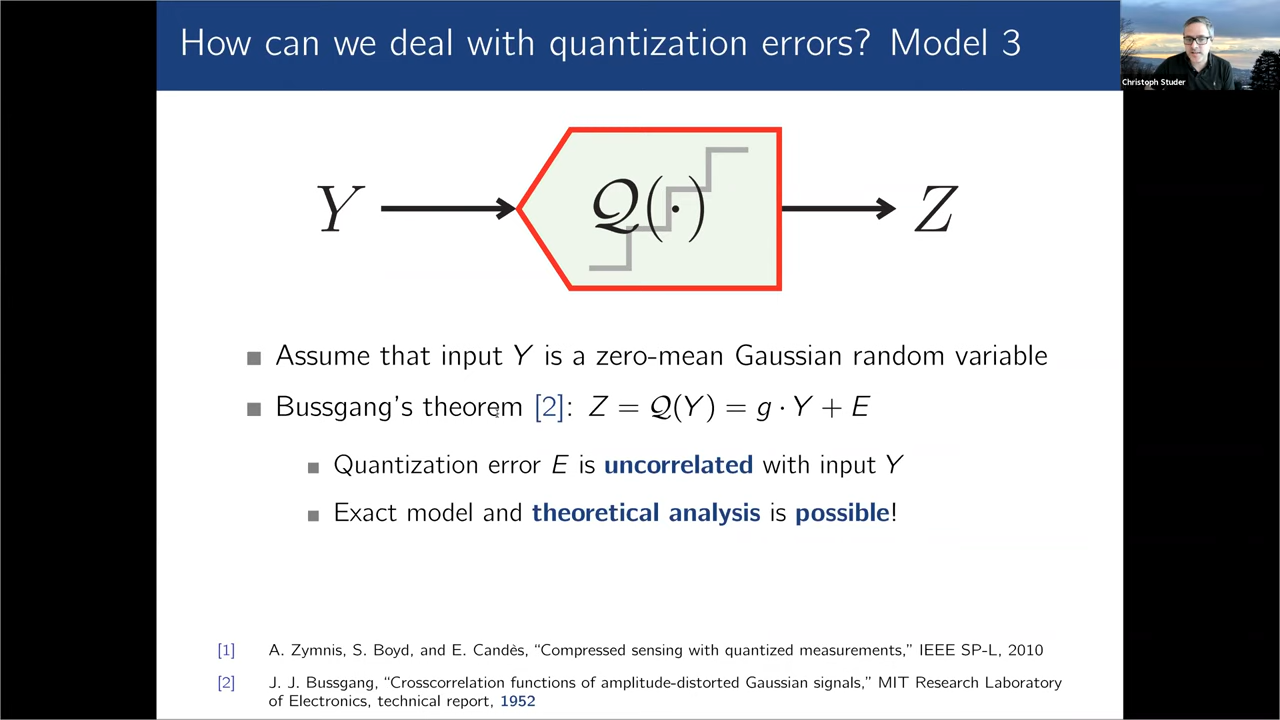 How can we deal with quantization errors? Model 3
Christoph Studer
Y
Q(·)
Z
Assume that input Y is a zero-mean Gaussian random variable
Bussgang's theorem [2]: Z = Q(Y) = g · Y + E
Quantization error E is uncorrelated with input Y
Exact model and theoretical analysis is possible!
[1] A. Zymnis, S. Boyd, and E. Candès, “Compressed sensing with quantized measurements,” IEEE SP-L, 2010
[2] J. J. Bussgang, “Crosscorrelation functions of amplitude-distorted Gaussian signals,” MIT Research Laboratory
of Electronics, technical report, 1952